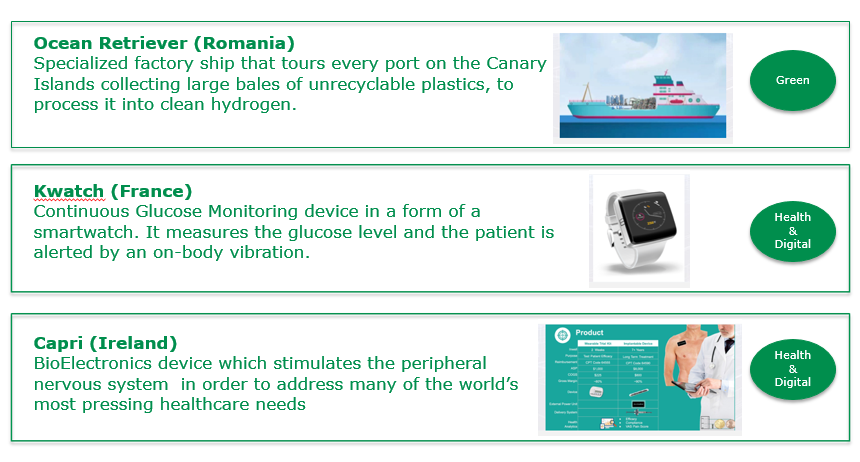 Ocean Retriever (Romania)
Specialized factory ship that tours every port on the Canary
Islands collecting large bales of unrecyclable plastics, to
process it into clean hydrogen.
Green
Kwatch (France)
Continuous Glucose Monitoring device in a form of a
smartwatch. It measures the glucose level and the patient is
alerted by an on-body vibration.
Health
&
Digital
Capri (Ireland)
BioElectronics device which stimulates the peripheral
nervous system  in order to address many of the world’s
most pressing healthcare needs
Product
Health
&
Digital